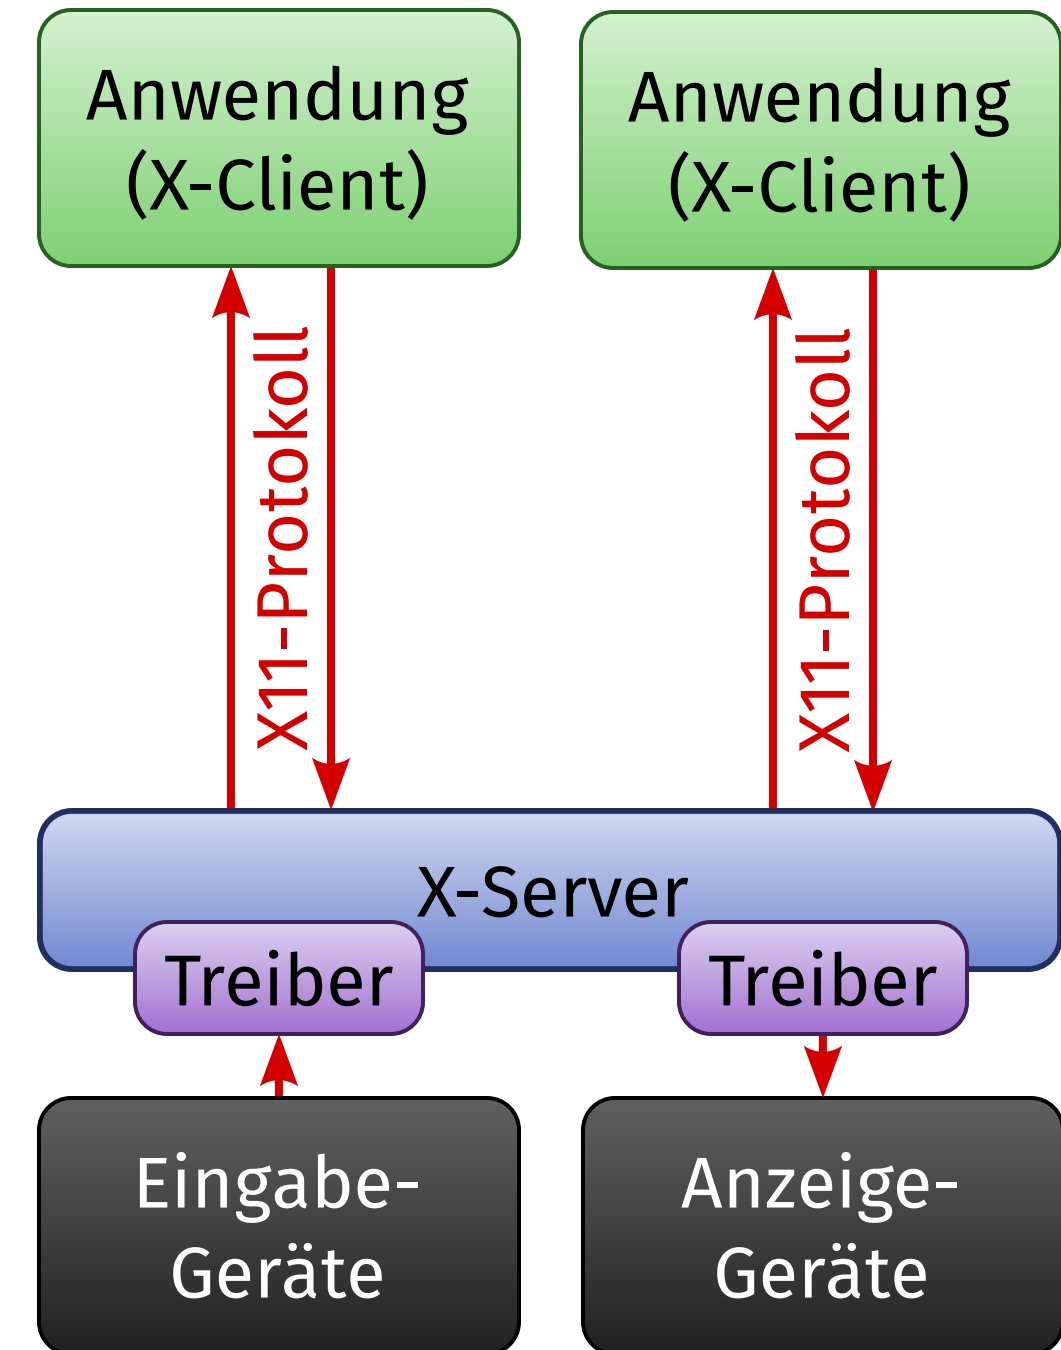 Anwendung
(X-Client)
Anwendung
(X-Client)
X11-Protokoll
X11-Protokoll
X-Server
Treiber
Treiber
Eingabe-
Geräte
Anzeige-
Geräte